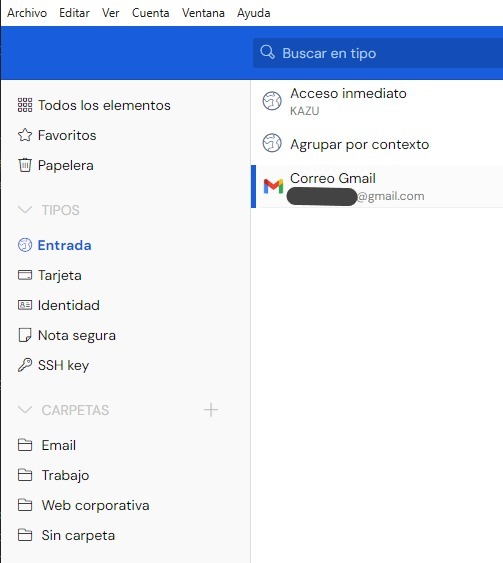 Archivo Editar Ver Cuenta Ventana Ayuda
Buscar en tipo
Todos los elementos
Favoritos
Papelera
TIPOS
Entrada
Tarjeta
Identidad
Nota segura
SSH key
CARPETAS
Email
Trabajo
Web corporativa
Sin carpeta
Acceso inmediato
KAZU
Agrupar por contexto
Correo Gmail
@gmail.com